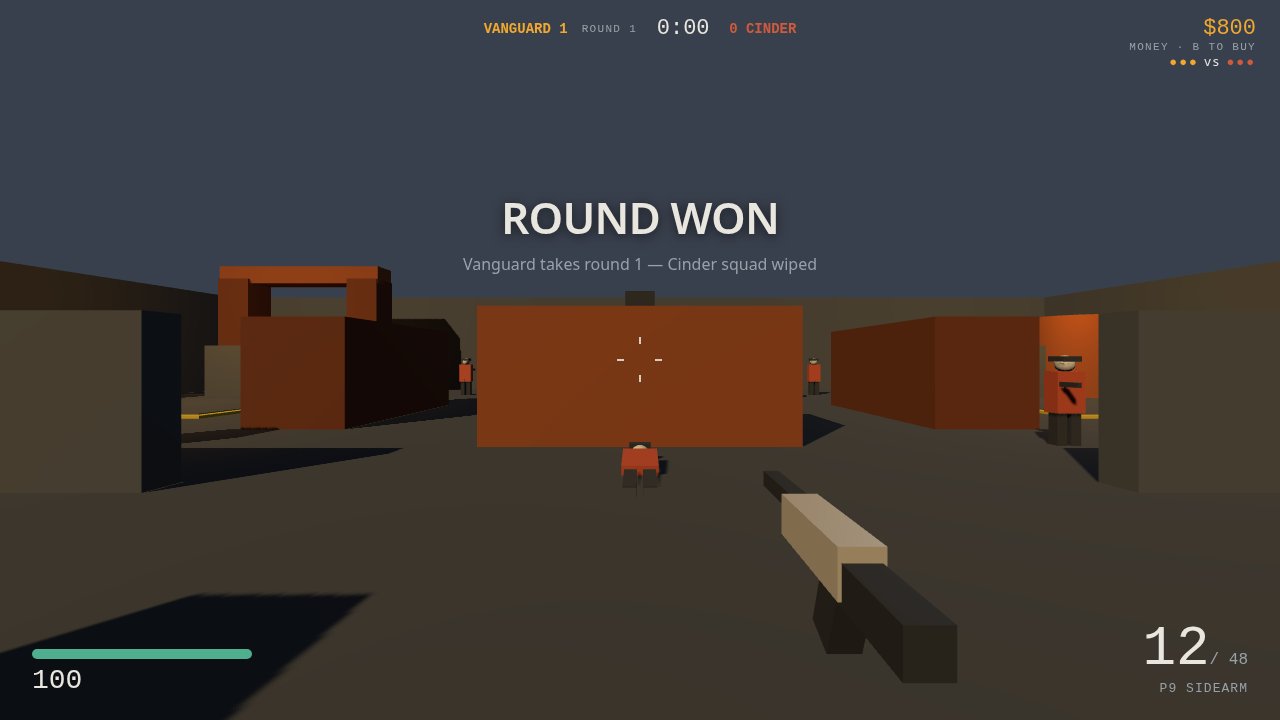 VANGUARD 1 ROUND 1 0:00 0 CINDER
$800
MONEY · B TO BUY
●●● VS ●●●
ROUND WON
Vanguard takes round 1 — Cinder squad wiped
100
12 / 48
P9 SIDEARM